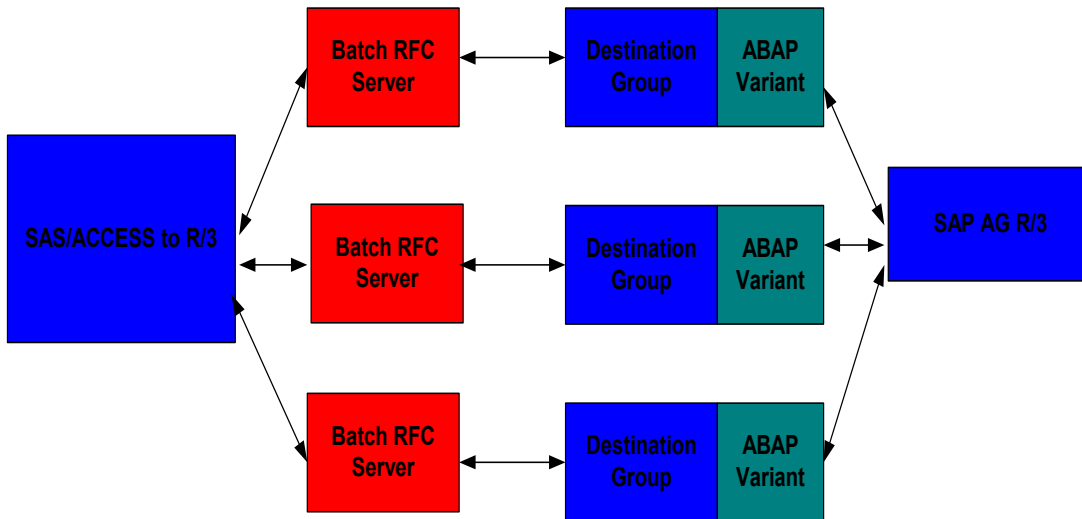 Batch RFC
Server
Destination
Group
ABAP
Variant
SAS/ACCESS to R/3
Batch RFC
Server
Destination
Group
ABAP
Variant
SAP AG R/3
Batch RFC
Server
Destination
Group
ABAP
Variant